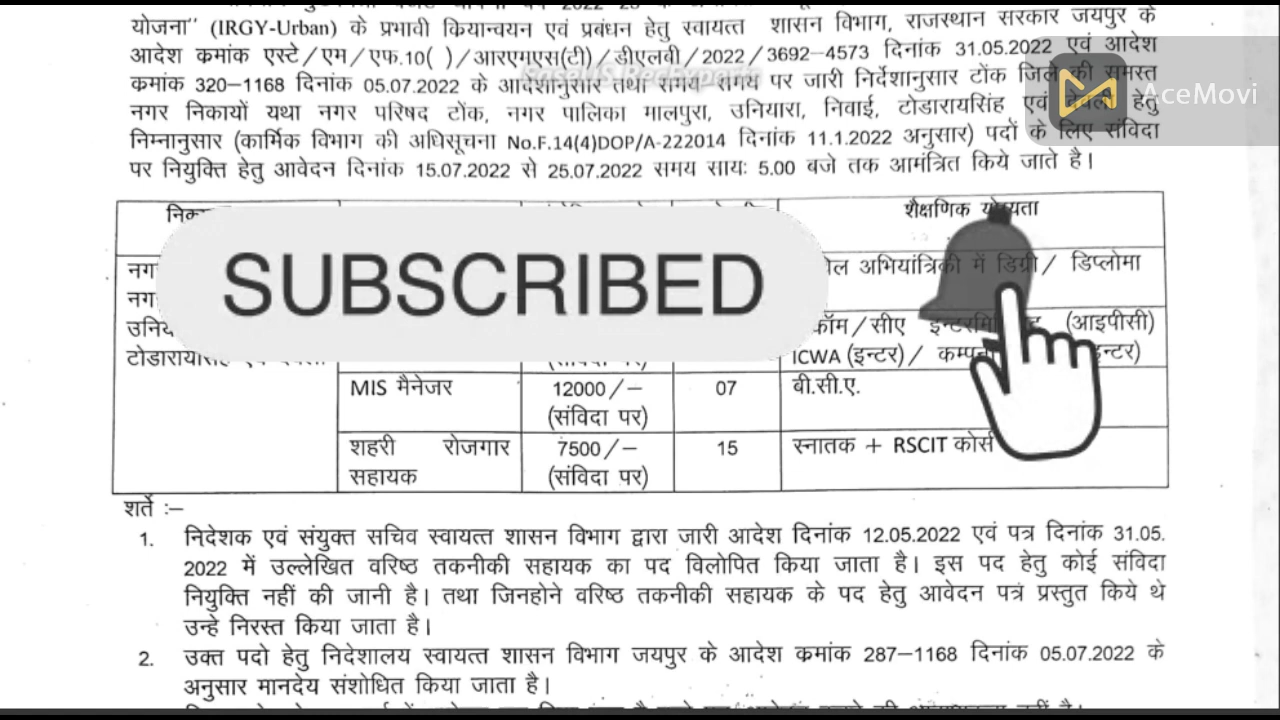 योजना" (IRGY-Urban) के प्रभावी कियान्वयन एवं प्रबंधन हेतु स्वायत्त शासन विभाग, राजस्थान सरकार जयपुर के
आदेश कमांक एस्टे/एम/एफ.10( )/आरएमएस(टी)/डीएलबी/2022/3692-4573 दिनांक 31.05.2022 एवं आदेश
कमांक 320-1168 दिनांक 05.07.2022 के आदेशानुसार तथा समय-समय पर जारी निर्देशानुसार टोंक जिले की समस्त
AceMovi
नगर निकायों यथा नगर परिषद टोंक, नगर पालिका मालपुरा, उनियारा, निवाई, टोडारायसिंह एवं देवली हेतु
निम्नानुसार (कार्मिक विभाग की अधिसूचना No.F.14(4)DOP/A-222014 दिनांक 11.1.2022 अनुसार) पदों के लिए संविदा
पर नियुक्ति हेतु आवेदन दिनांक 15.07.2022 से 25.07.2022 समय सायः 5.00 बजे तक आमंत्रित किये जाते है।
शैक्षणिक योग्यता
SUBSCRIBED
अभियांत्रिकी में डिग्री/ डिप्लोमा
(आइपीसी)
ICWA (इन्टर)/
MIS मैनेजर 12000/- (संविदा पर) 07 बी.सी.ए.
शहरी रोजगार सहायक 7500/- (संविदा पर) 15 स्नातक + RSCIT कोर्स
शर्ते :-
1. निदेशक एवं संयुक्त सचिव स्वायत्त शासन विभाग द्वारा जारी आदेश दिनांक 12.05.2022 एवं पत्र दिनांक 31.05.
2022 में उल्लेखित वरिष्ठ तकनीकी सहायक का पद विलोपित किया जाता है। इस पद हेतु कोई संविदा
नियुक्ति नहीं की जानी है। तथा जिनहोने वरिष्ठ तकनीकी सहायक के पद हेतु आवेदन पत्रं प्रस्तुत किये थे
उन्हे निरस्त किया जाता है।
2. उक्त पदो हेतु निदेशालय स्वायत्त शासन विभाग जयपुर के आदेश कमांक 287-1168 दिनांक 05.07.2022 के
अनुसार मानदेय संशोधित किया जाता है।